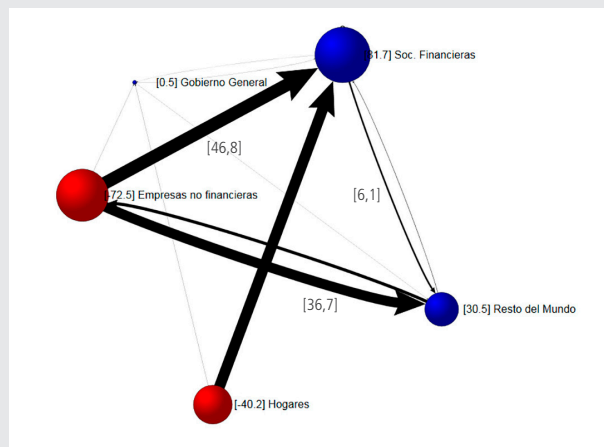 81.7] Soc. Financieras
[0.5] Gobierno General
[46,8]
-72.5] Empresas no financieras
[6,1]
[36,7]
[30.5] Resto del Mundo
[-40.2] Hogares